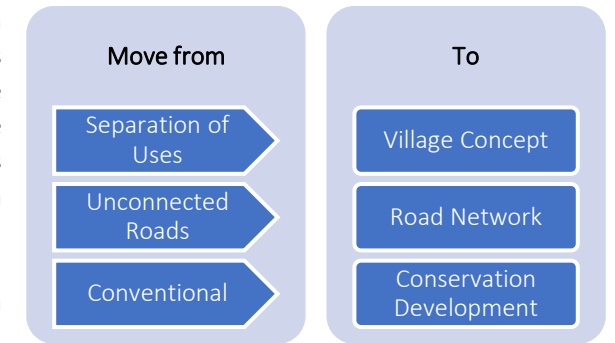 Move from
Separation of
Uses
Unconnected
Roads
Conventional
To
Village Concept
Road Network
Conservation
Development